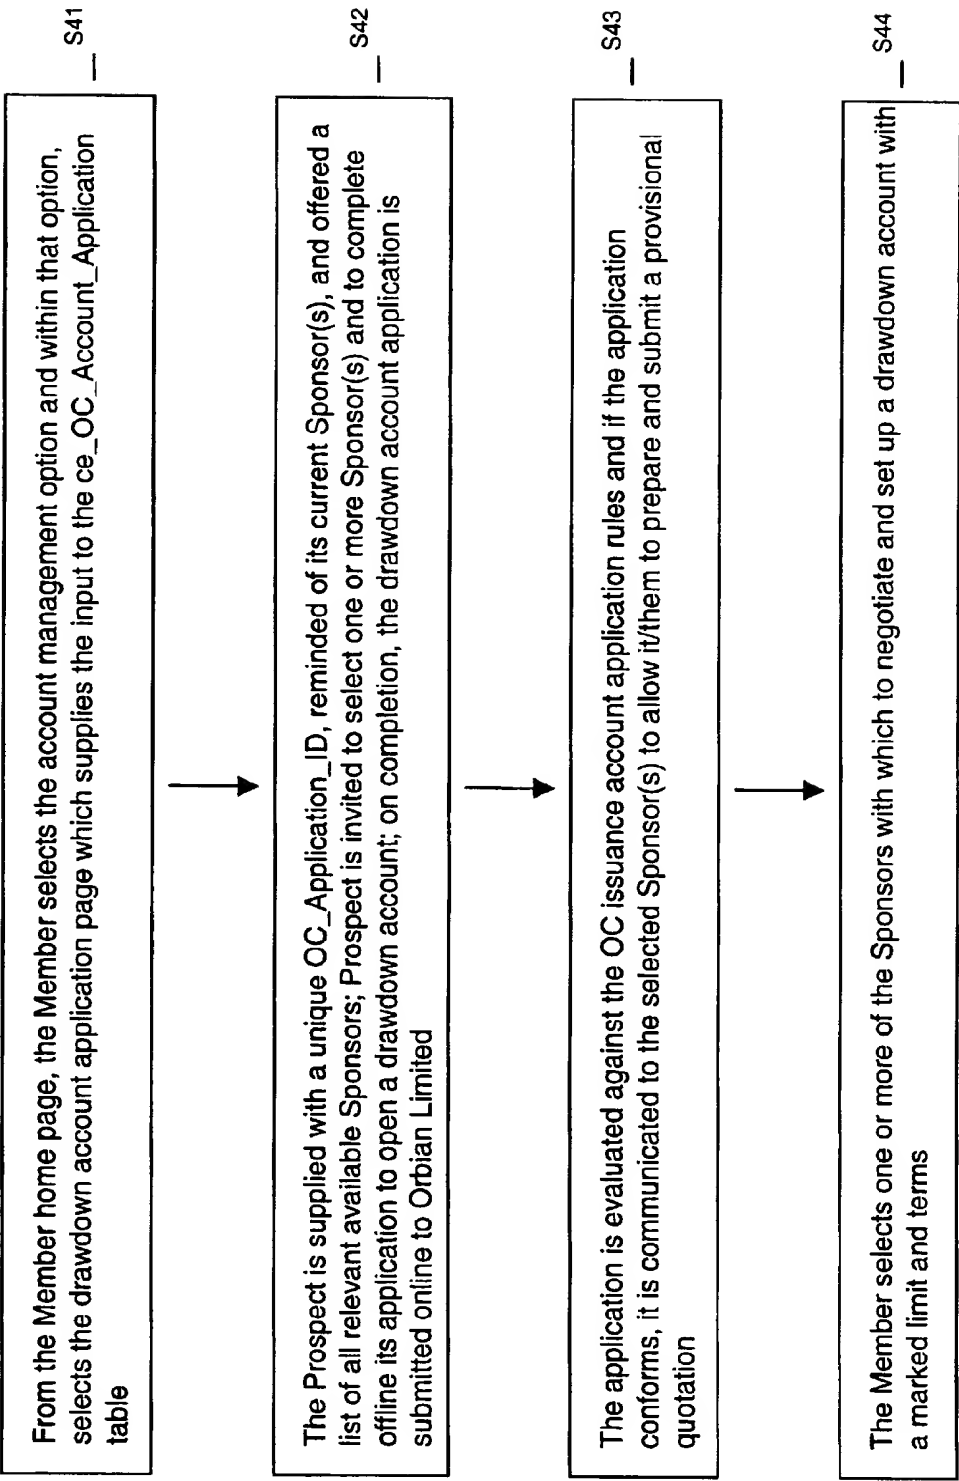 From the Member home page, the Member selects the account management option and within that option,
selects the drawdown account application page which supplies the input to the ce_OC_Account_Application
table
S41
The Prospect is supplied with a unique OC_Application_ID, reminded of its current Sponsor(s), and offered a
list of all relevant available Sponsors; Prospect is invited to select one or more Sponsor(s) and to complete
offline its application to open a drawdown account; on completion, the drawdown account application is
submitted online to Orbian Limited
S42
The application is evaluated against the OC issuance account application rules and if the application
conforms, it is communicated to the selected Sponsor(s) to allow it/them to prepare and submit a provisional
quotation
S43
The Member selects one or more of the Sponsors with which to negotiate and set up a drawdown account with
a marked limit and terms
S44